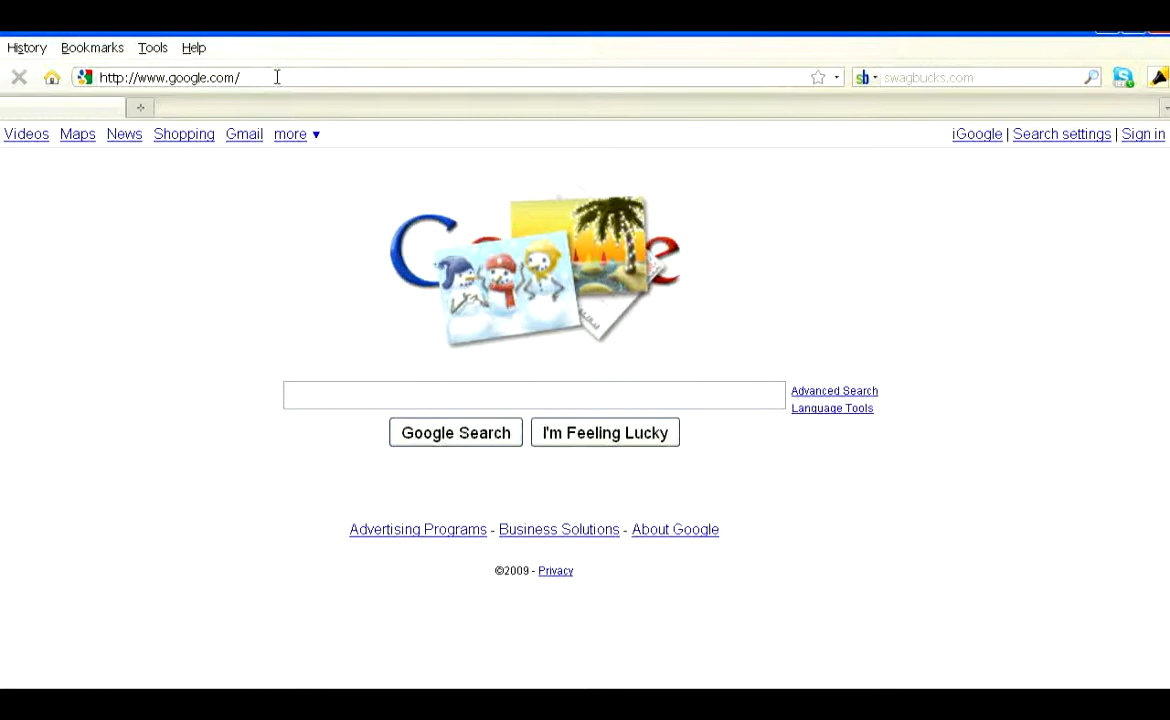 History Bookmarks Tools Help
http://www.google.com/ sb swagbucks.com
Videos Maps News Shopping Gmail more ▼ iGoogle | Search settings | Sign in
G e
Advanced Search
Language Tools
Google Search I'm Feeling Lucky
Advertising Programs - Business Solutions - About Google
©2009 - Privacy